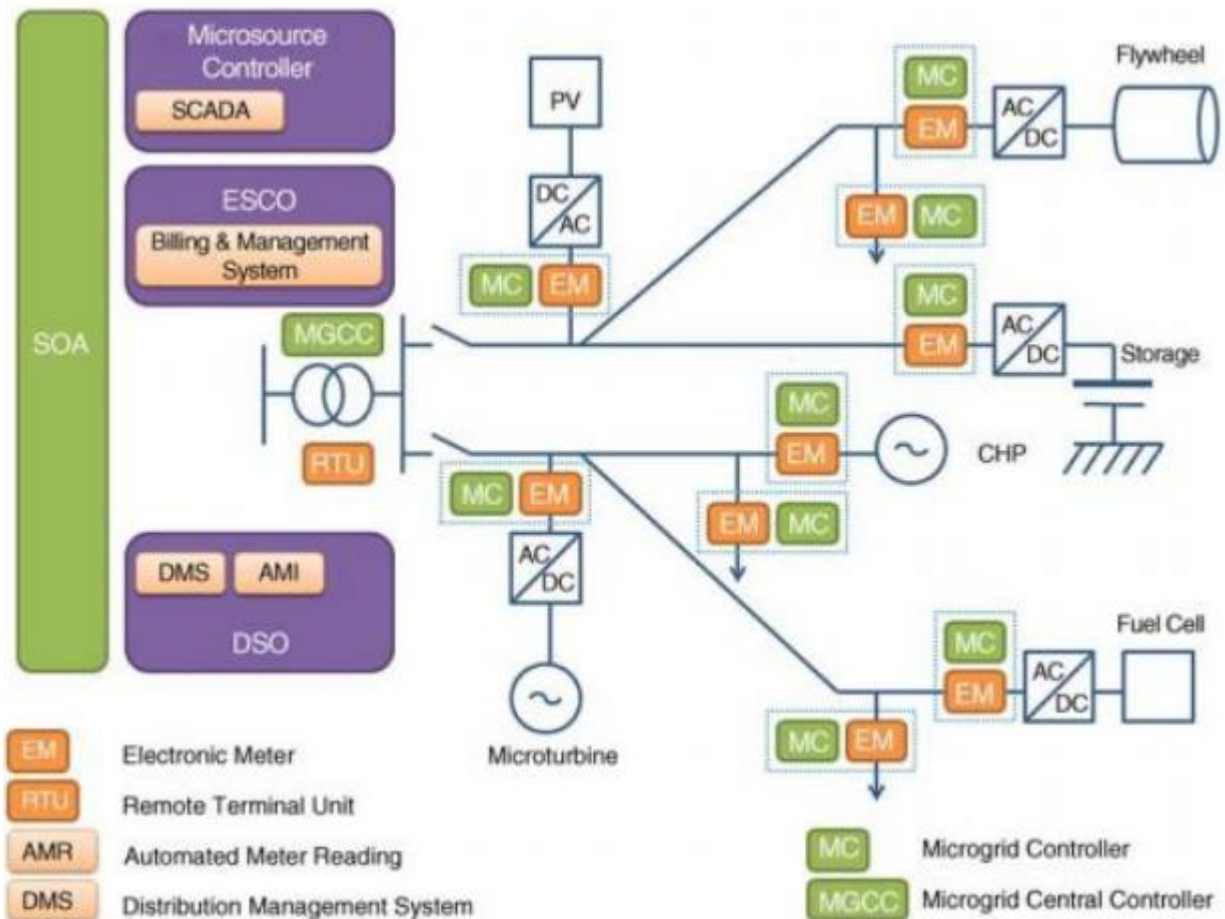 SOA
Microsource
Controller
SCADA
ESCO
Billing & Management
System
MGCC
RTU
DMS
AMI
DSO
PV
DC
AC
MC
EM
MC
EM
AC
DC
Flywheel
EM
MC
MC
EM
AC
DC
Storage
MC
EM
CHP
EM
MC
MC
EM
AC
DC
Microturbine
MC
EM
AC
DC
Fuel Cell
MC
EM
EM
Electronic Meter
RTU
Remote Terminal Unit
AMR
Automated Meter Reading
DMS
Distribution Management System
MC
Microgrid Controller
MGCC
Microgrid Central Controller